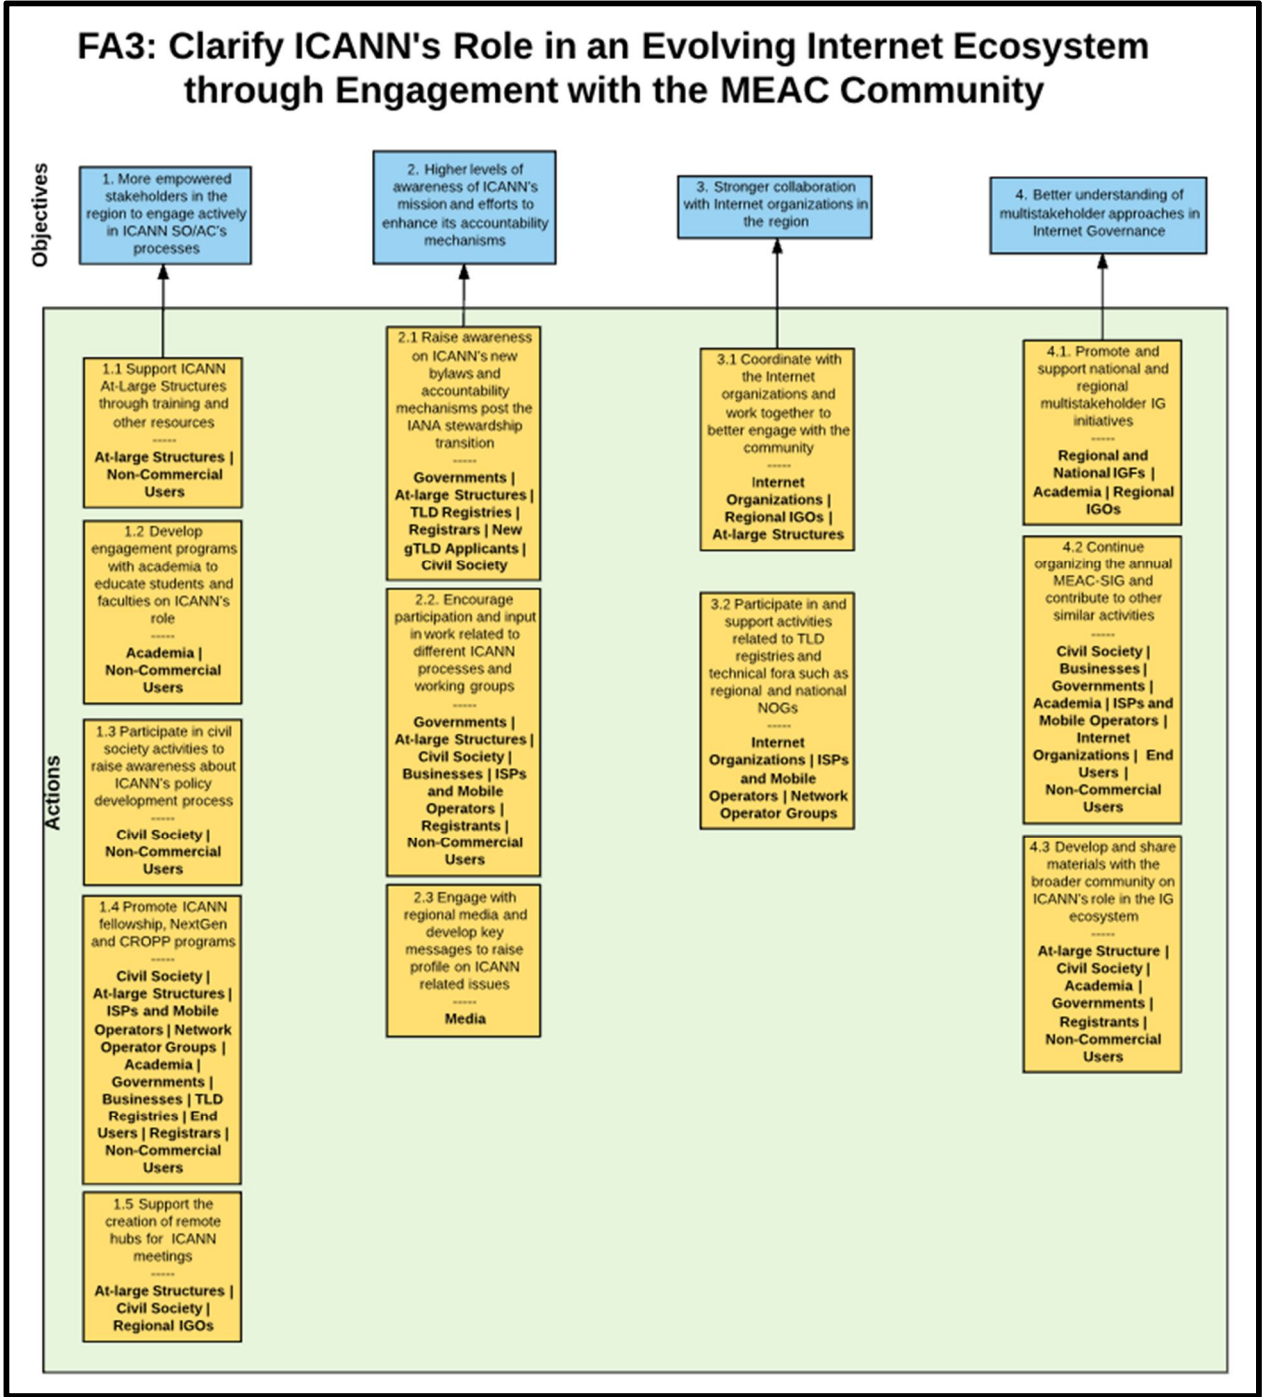 FA3: Clarify ICANN's Role in an Evolving Internet Ecosystem
through Engagement with the MEAC Community
Objectives
1. More empowered
stakeholders in the
region to engage actively
in ICANN SO/AC's
processes
2. Higher levels of
awareness of ICANN's
mission and efforts to
enhance its accountability
mechanisms
3. Stronger collaboration
with Internet organizations in
the region
4. Better understanding of
multistakeholder approaches in
Internet Governance
Actions
1.1 Support ICANN
At-Large Structures
through training and
other resources
-----
At-large Structures |
Non-Commercial
Users
1.2 Develop
engagement programs
with academia to
educate students and
faculties on ICANN's
role
-----
Academia |
Non-Commercial
Users
1.3 Participate in civil
society activities to
raise awareness about
ICANN's policy
development process
-----
Civil Society |
Non-Commercial
Users
1.4 Promote ICANN
fellowship, NextGen
and CROPP programs
-----
Civil Society |
At-large Structures |
ISPs and Mobile
Operators | Network
Operator Groups |
Academia |
Governments |
Businesses | TLD
Registries | End
Users | Registrars |
Non-Commercial
Users
1.5 Support the
creation of remote
hubs for ICANN
meetings
-----
At-large Structures |
Civil Society |
Regional IGOs
2.1 Raise awareness
on ICANN's new
bylaws and
accountability
mechanisms post the
IANA stewardship
transition
-----
Governments |
At-large Structures |
TLD Registries |
Registrars | New
gTLD Applicants |
Civil Society
2.2. Encourage
participation and input
in work related to
different ICANN
processes and
working groups
-----
Governments |
At-large Structures |
Civil Society |
Businesses | ISPs
and Mobile
Operators |
Registrants |
Non-Commercial
Users
2.3 Engage with
regional media and
develop key
messages to raise
profile on ICANN
related issues
-----
Media
3.1 Coordinate with
the Internet
organizations and
work together to
better engage with the
community
-----
Internet
Organizations |
Regional IGOs |
At-large Structures
3.2 Participate in and
support activities
related to TLD
registries and
technical fora such as
regional and national
NOGs
-----
Internet
Organizations | ISPs
and Mobile
Operators | Network
Operator Groups
4.1. Promote and
support national and
regional
multistakeholder IG
initiatives
-----
Regional and
National IGFs |
Academia | Regional
IGOs
4.2 Continue
organizing the annual
MEAC-SIG and
contribute to other
similar activities
-----
Civil Society |
Businesses |
Governments |
Academia | ISPs and
Mobile Operators |
Internet
Organizations | End
Users |
Non-Commercial
Users
4.3 Develop and share
materials with the
broader community on
ICANN's role in the IG
ecosystem
-----
At-large Structure |
Civil Society |
Academia |
Governments |
Registrants |
Non-Commercial
Users